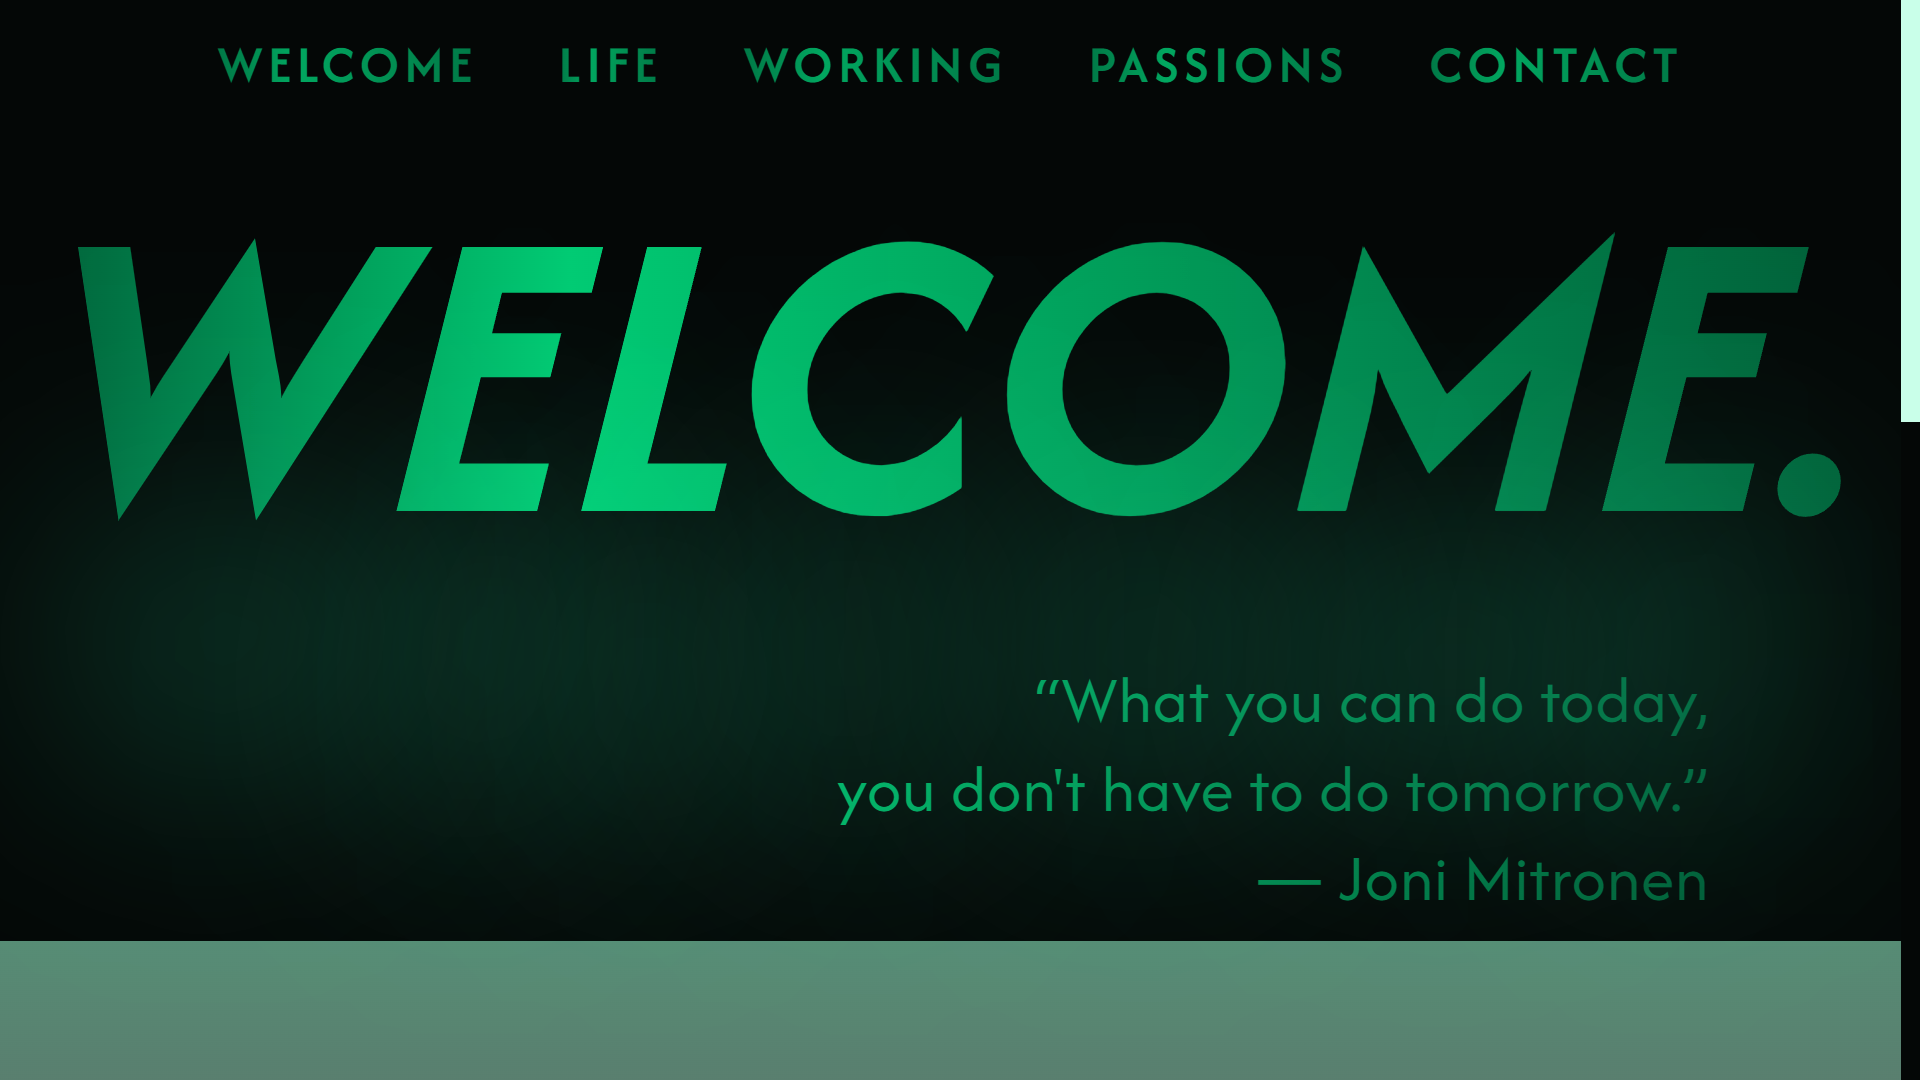 WELCOME LIFE WORKING PASSIONS CONTACT
WELCOME.
“What you can do today,
you don't have to do tomorrow.”
— Joni Mitronen